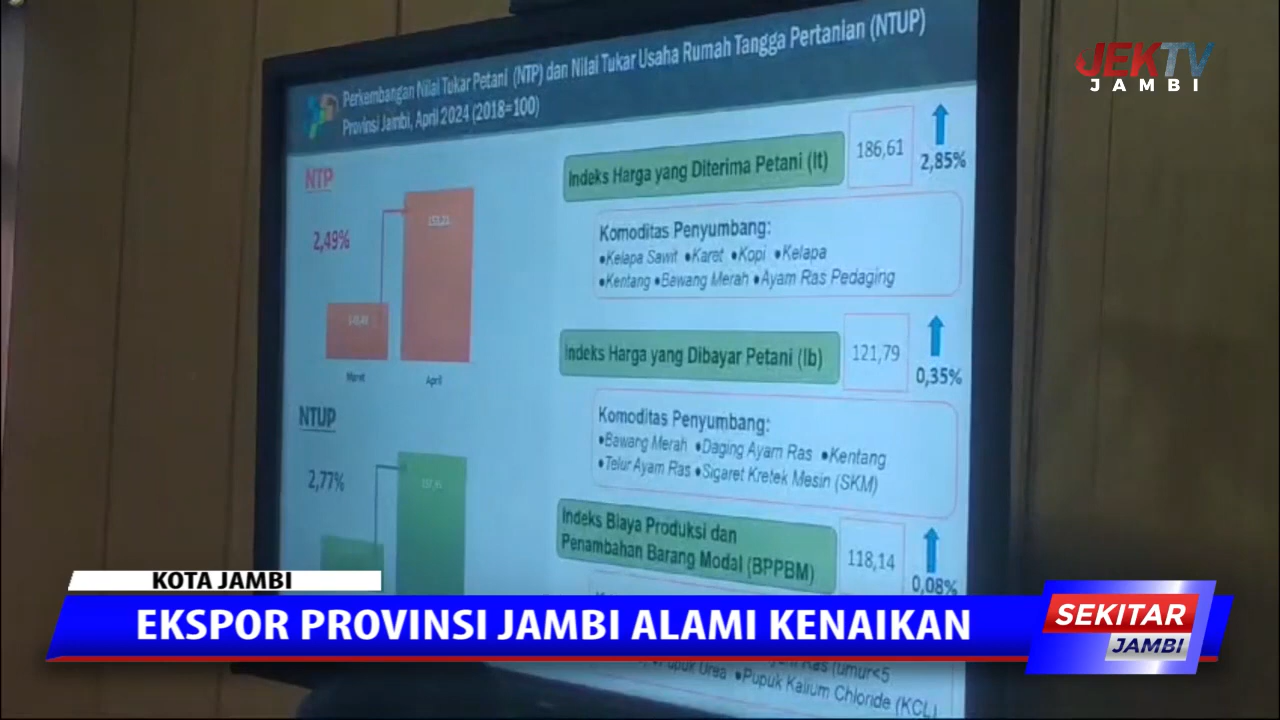 JEKTV
JAMBI
Perkembangan Nilai Tukar Petani (NTP) dan Nilai Tukar Usaha Rumah Tangga Pertanian (NTUP)
Provinsi Jambi, April 2024 (2018=100)
NTP
2,49%
153,21
Maret
April
NTUP
2,77%
Indeks Harga yang Diterima Petani (It)
186,61
2,85%
Komoditas Penyumbang:
•Kelapa Sawit •Karet •Kopi •Kelapa
•Kentang •Bawang Merah •Ayam Ras Pedaging
Indeks Harga yang Dibayar Petani (Ib)
121,79
0,35%
Komoditas Penyumbang:
•Bawang Merah •Daging Ayam Ras •Kentang
•Telur Ayam Ras •Sigaret Kretek Mesin (SKM)
Indeks Biaya Produksi dan
Penambahan Barang Modal (BPPBM)
118,14
0,08%
(umur<5
Urea •Pupuk Kalium Chloride (KCL)
KOTA JAMBI
EKSPOR PROVINSI JAMBI ALAMI KENAIKAN
SEKITAR
JAMBI